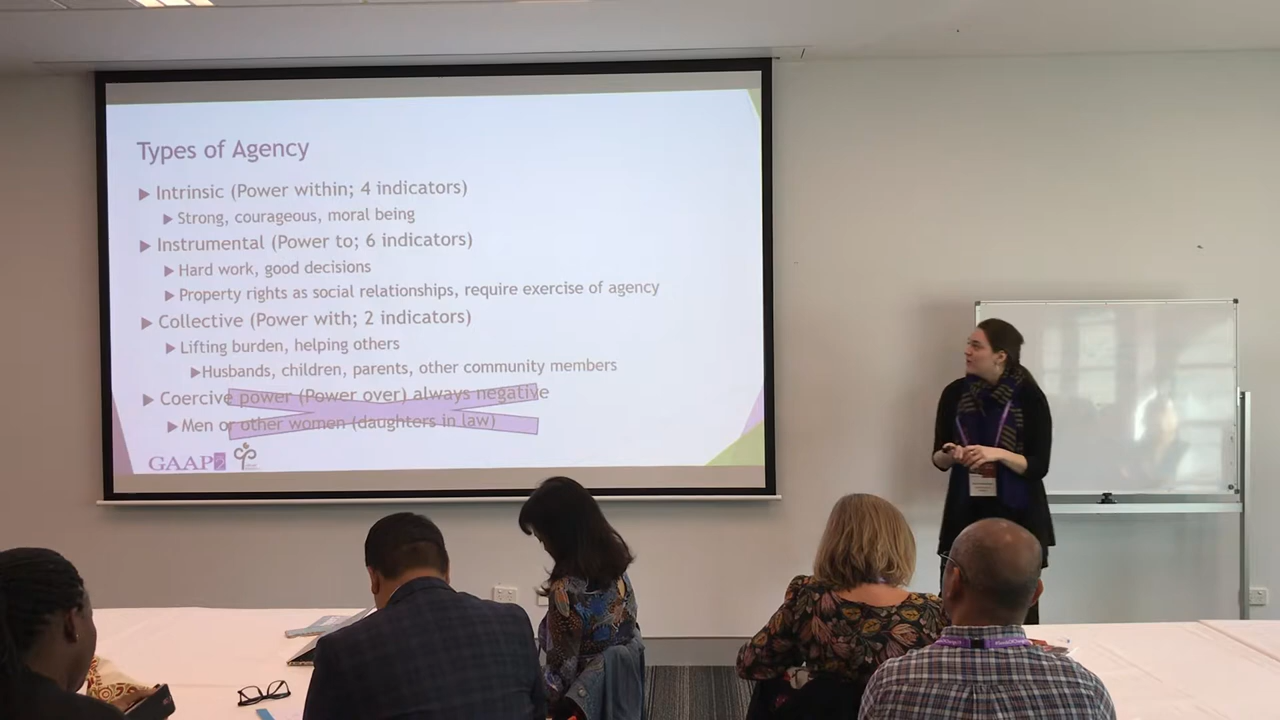 Types of Agency
Intrinsic (Power within; 4 indicators)
Strong, courageous, moral being
Instrumental (Power to; 6 indicators)
Hard work, good decisions
Property rights as social relationships, require exercise of agency
Collective (Power with; 2 indicators)
Lifting burden, helping others
Husbands, children, parents, other community members
Coercive power (Power over) always negative
Men or other women (daughters in law)
GAAP2